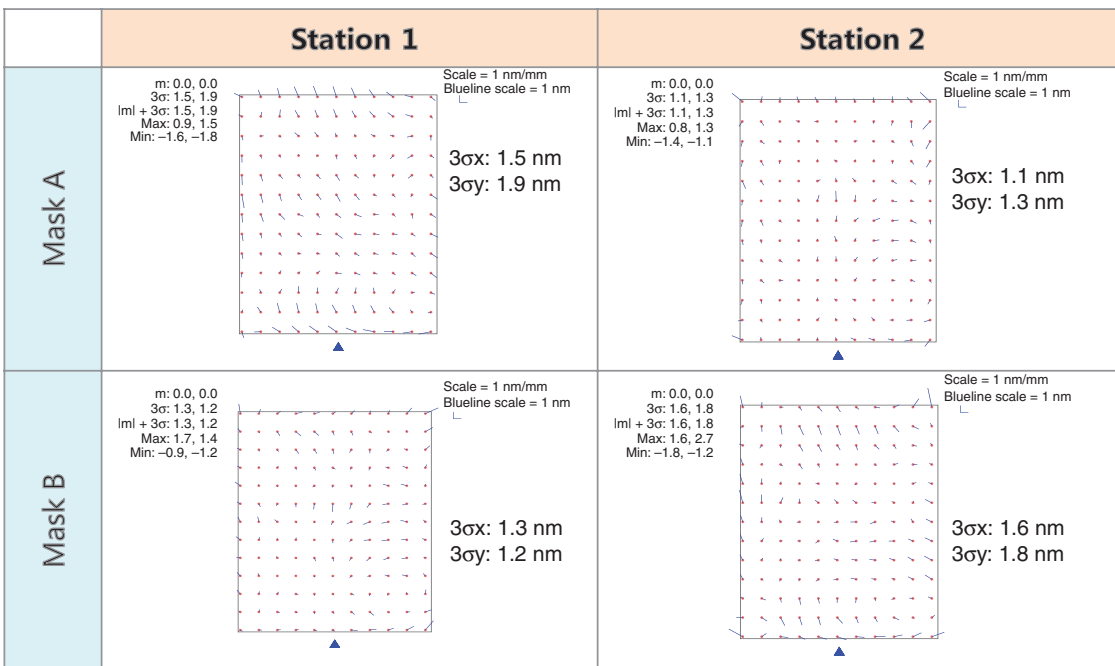 Station 1
Station 2
Mask A
m: 0.0, 0.0
3σ: 1.5, 1.9
|m| + 3σ: 1.5, 1.9
Max: 0.9, 1.5
Min: –1.6, –1.8
Scale = 1 nm/mm
Blueline scale = 1 nm
3σx: 1.5 nm
3σy: 1.9 nm
m: 0.0, 0.0
3σ: 1.1, 1.3
|m| + 3σ: 1.1, 1.3
Max: 0.8, 1.3
Min: –1.4, –1.1
Scale = 1 nm/mm
Blueline scale = 1 nm
3σx: 1.1 nm
3σy: 1.3 nm
Mask B
m: 0.0, 0.0
3σ: 1.3, 1.2
|m| + 3σ: 1.3, 1.2
Max: 1.7, 1.4
Min: –0.9, –1.2
Scale = 1 nm/mm
Blueline scale = 1 nm
3σx: 1.3 nm
3σy: 1.2 nm
m: 0.0, 0.0
3σ: 1.6, 1.8
|m| + 3σ: 1.6, 1.8
Max: 1.6, 2.7
Min: –1.8, –1.2
Scale = 1 nm/mm
Blueline scale = 1 nm
3σx: 1.6 nm
3σy: 1.8 nm